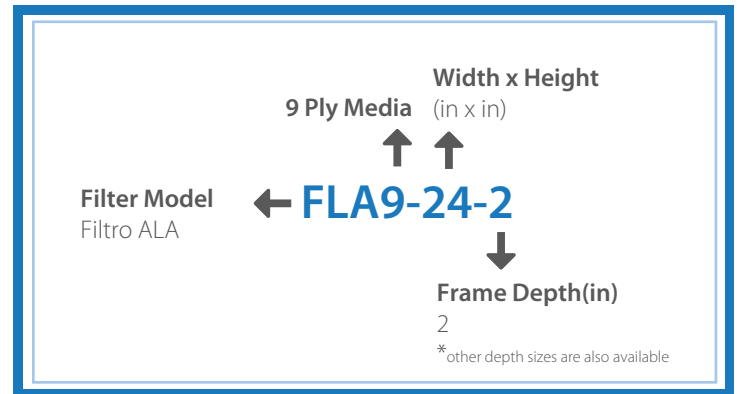 Width x Height
(in x in)
9 Ply Media
Filter Model
Filtro ALA
FLA9-24-2
Frame Depth(in)
2
*other depth sizes are also available